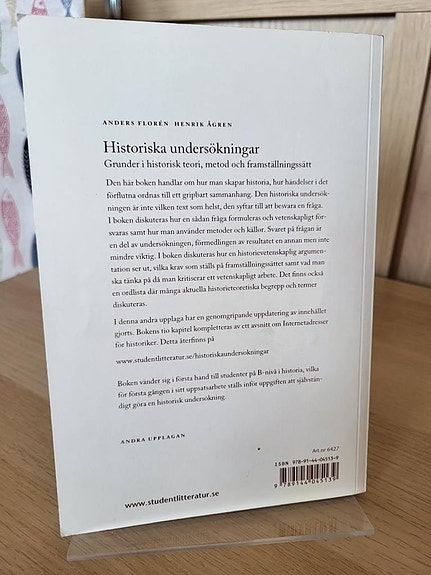 ANDERS FLORÉN HENRIK ÅGREN
Historiska undersökningar
Grunder i historisk teori, metod och framställningssätt
Den här boken handlar om hur man skapar historia, hur händelser i det
förflutna ordnas till ett gripbart sammanhang. Den historiska undersök-
ningen är inte vilken text som helst, den syftar till att besvara en fråga.
I boken diskuteras hur en sådan fråga formuleras och vetenskapligt för-
svaras samt hur man använder metoder och källor. Svaret på frågan är
en del av undersökningen, förmedlingen av resultatet en annan men inte
mindre viktig. I boken diskuteras hur en historievetenskaplig argumen-
tation ser ut, vilka krav som ställs på framställningssättet samt vad man
ska tänka på då man kritiserar ett vetenskapligt arbete. Det finns också
en ordlista där många aktuella historieteoretiska begrepp och termer
diskuteras.
I denna andra upplaga har en genomgripande uppdatering av innehållet
gjorts. Bokens tio kapitel kompletteras av ett avsnitt om Internetadresser
för historiker. Detta återfinns på
www.studentlitteratur.se/historiskaundersokningar
Boken vänder sig i första hand till studenter på B-nivå i historia, vilka
för första gången i sitt uppsatsarbete ställs inför uppgiften att självstän-
digt göra en historisk undersökning.
ANDRA UPPLAGAN
Art.nr 6427
ISBN 978-91-44-04513-9
9 789144 045139
www.studentlitteratur.se